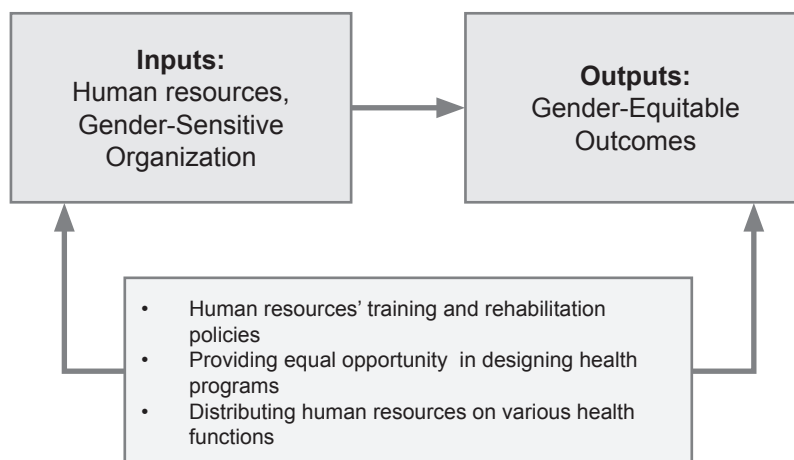 Inputs:
Human resources,
Gender-Sensitive
Organization
Outputs:
Gender-Equitable
Outcomes
• Human resources’ training and rehabilitation
policies
• Providing equal opportunity in designing health
programs
• Distributing human resources on various health
functions